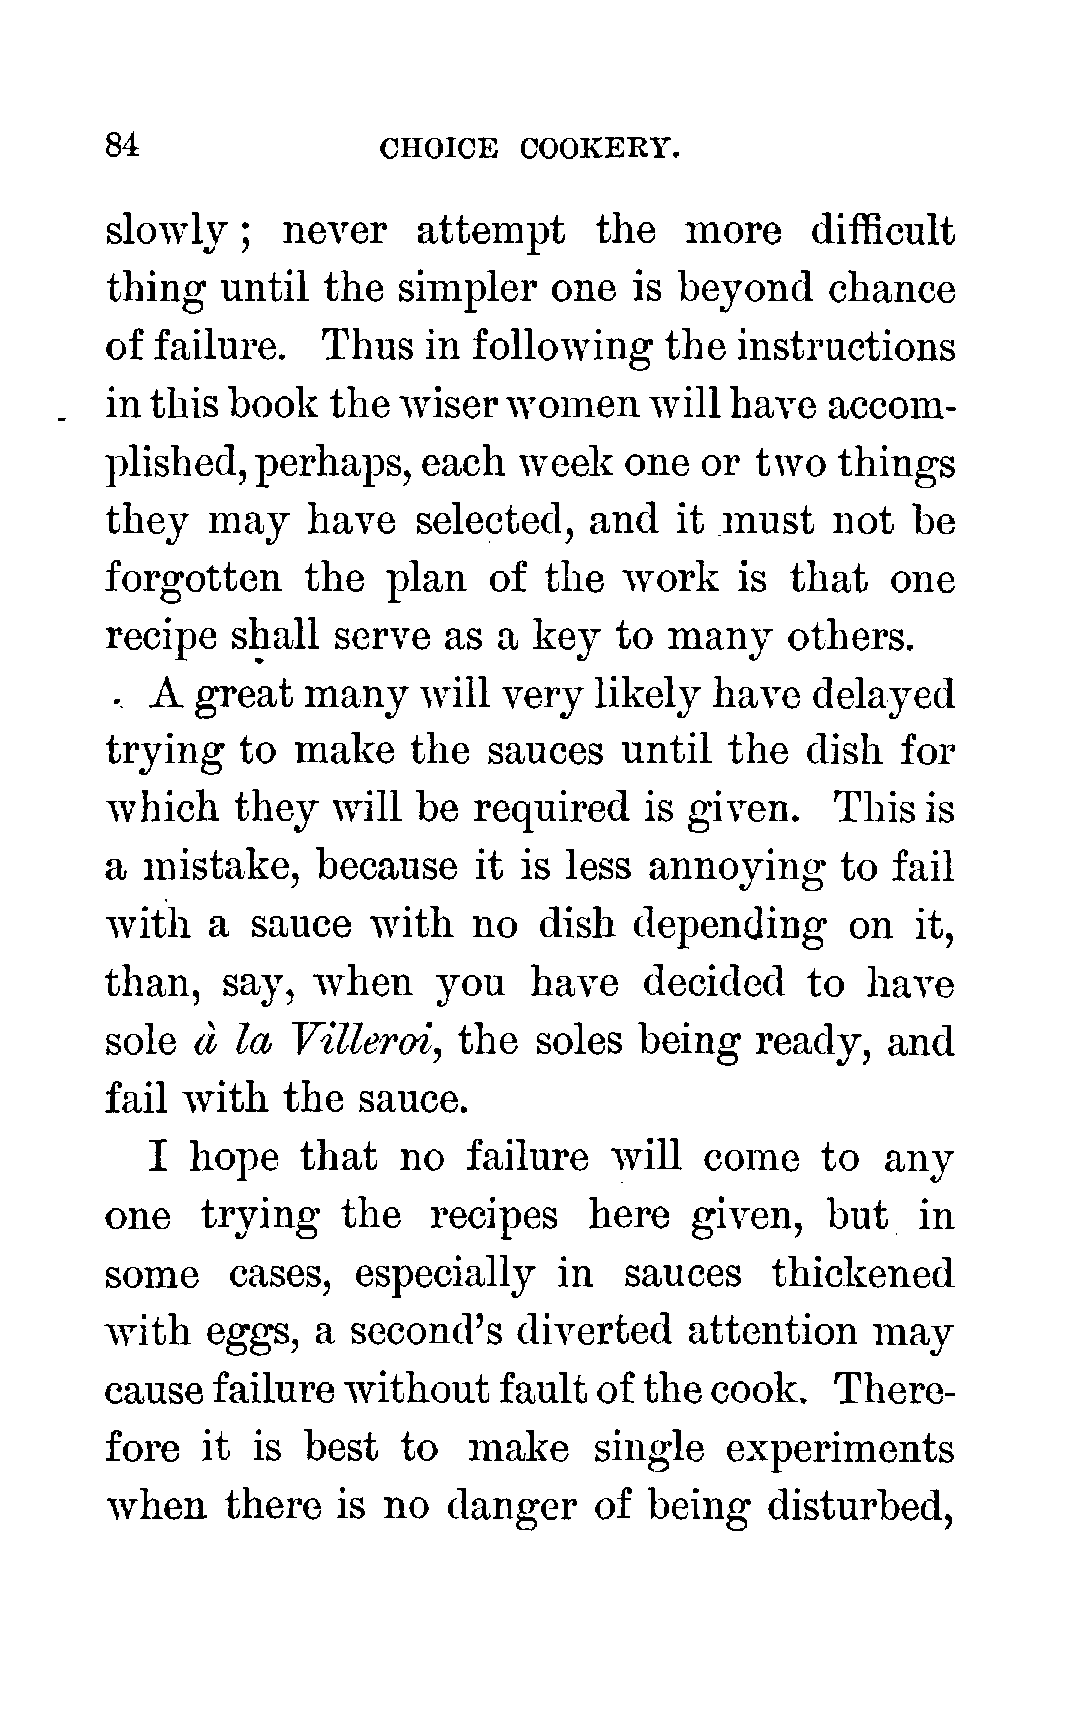 84 CHOICE COOKERY.
slowly ; never attempt the more difficult
thing until the simpler one is beyond chance
of failure. Thus in following the instructions
in this book the wiser women will have accom-
plished, perhaps, each week one or two things
they may have selected, and it must not be
forgotten the plan of the work is that one
recipe shall serve as a key to many others.
A great many will very likely have delayed
trying to make the sauces until the dish for
which they will be required is given. This is
a mistake, because it is less annoying to fail
with a sauce with no dish depending on it,
than, say, when you have decided to have
sole à la Villeroi, the soles being ready, and
fail with the sauce.
I hope that no failure will come to any
one trying the recipes here given, but in
some cases, especially in sauces thickened
with eggs, a second's diverted attention may
cause failure without fault of the cook. There-
fore it is best to make single experiments
when there is no danger of being disturbed,